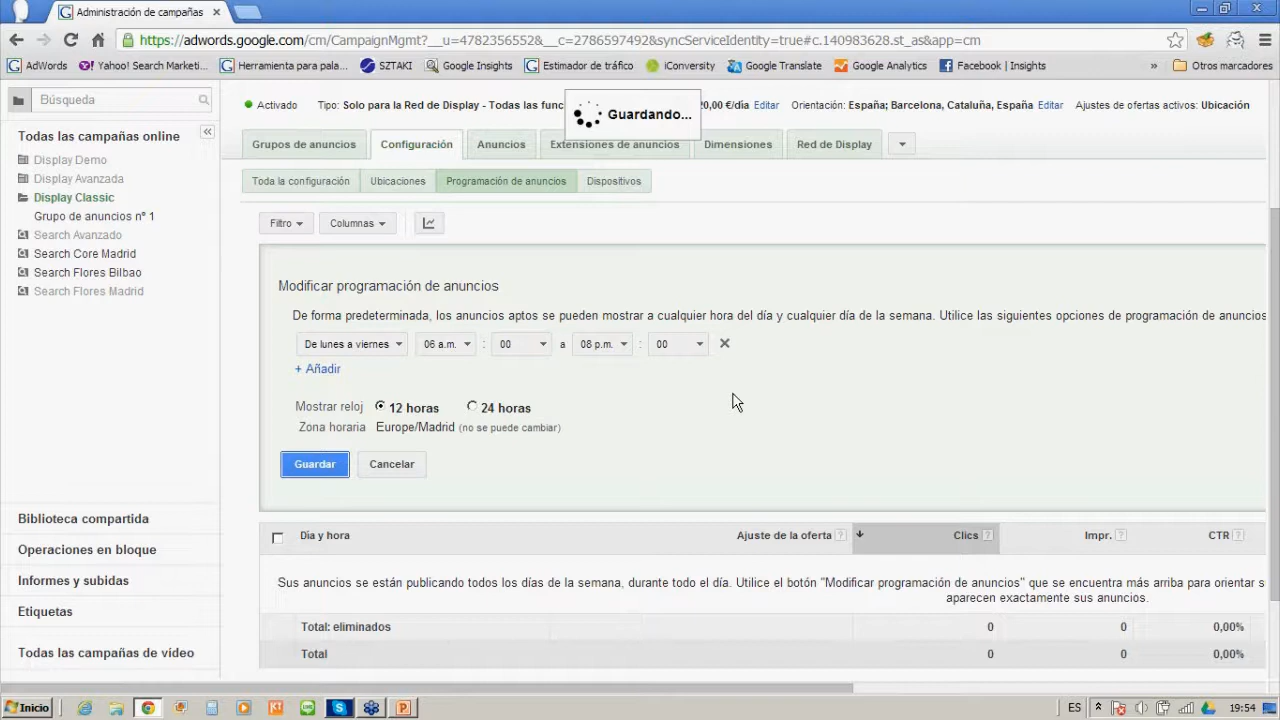 Administración de campañas
https://adwords.google.com/cm/CampaignMgmt?__u=4782356552&__c=2786597492&syncServiceIdentity=true#c.140983628.st_as&app=cm
AdWords Yahoo! Search Marketi... Herramienta para pala... SZTAKI Google Insights Estimador de tráfico iConversity Google Translate Google Analytics Facebook | Insights » Otros marcadores
Búsqueda
Activado Tipo: Solo para la Red de Display - Todas las func 20,00 €/día Editar Orientación: España; Barcelona, Cataluña, España Editar Ajustes de ofertas activos: Ubicación
Guardando...
Todas las campañas online
Display Demo
Display Avanzada
Display Classic
Grupo de anuncios nº 1
Search Avanzado
Search Core Madrid
Search Flores Bilbao
Search Flores Madrid
Grupos de anuncios Configuración Anuncios Extensiones de anuncios Dimensiones Red de Display
Toda la configuración Ubicaciones Programación de anuncios Dispositivos
Filtro Columnas
Modificar programación de anuncios
De forma predeterminada, los anuncios aptos se pueden mostrar a cualquier hora del día y cualquier día de la semana. Utilice las siguientes opciones de programación de anuncios
De lunes a viernes 06 a.m. : 00 a 08 p.m. : 00
+ Añadir
Mostrar reloj 12 horas 24 horas
Zona horaria Europe/Madrid (no se puede cambiar)
Guardar Cancelar
Día y hora Ajuste de la oferta ? Clics ? Impr. ? CTR ?
Sus anuncios se están publicando todos los días de la semana, durante todo el día. Utilice el botón "Modificar programación de anuncios" que se encuentra más arriba para orientar s
aparecen exactamente sus anuncios.
Total: eliminados 0 0 0,00%
Total 0 0 0,00%
Biblioteca compartida
Operaciones en bloque
Informes y subidas
Etiquetas
Todas las campañas de vídeo
Inicio ES 19:54